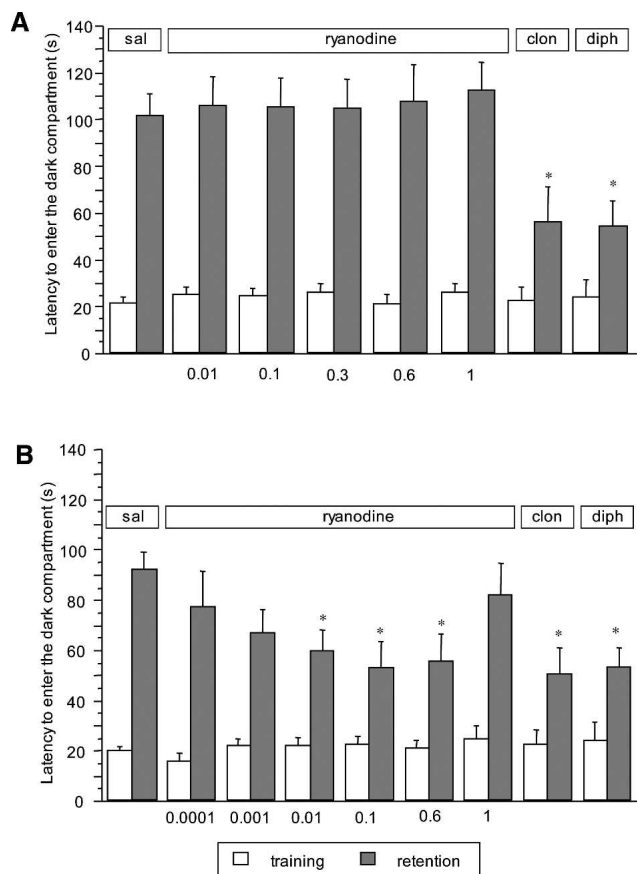 A
sal ryanodine clon diph
Latency to enter the dark compartment (s)
140
120
100
80
60
40
20
0
* *
0.01 0.1 0.3 0.6 1
B
Latency to enter the dark compartment (s)
140
120
100
80
60
40
20
0
sal ryanodine clon diph
* * * * *
0.0001 0.001 0.01 0.1 0.6 1
training retention